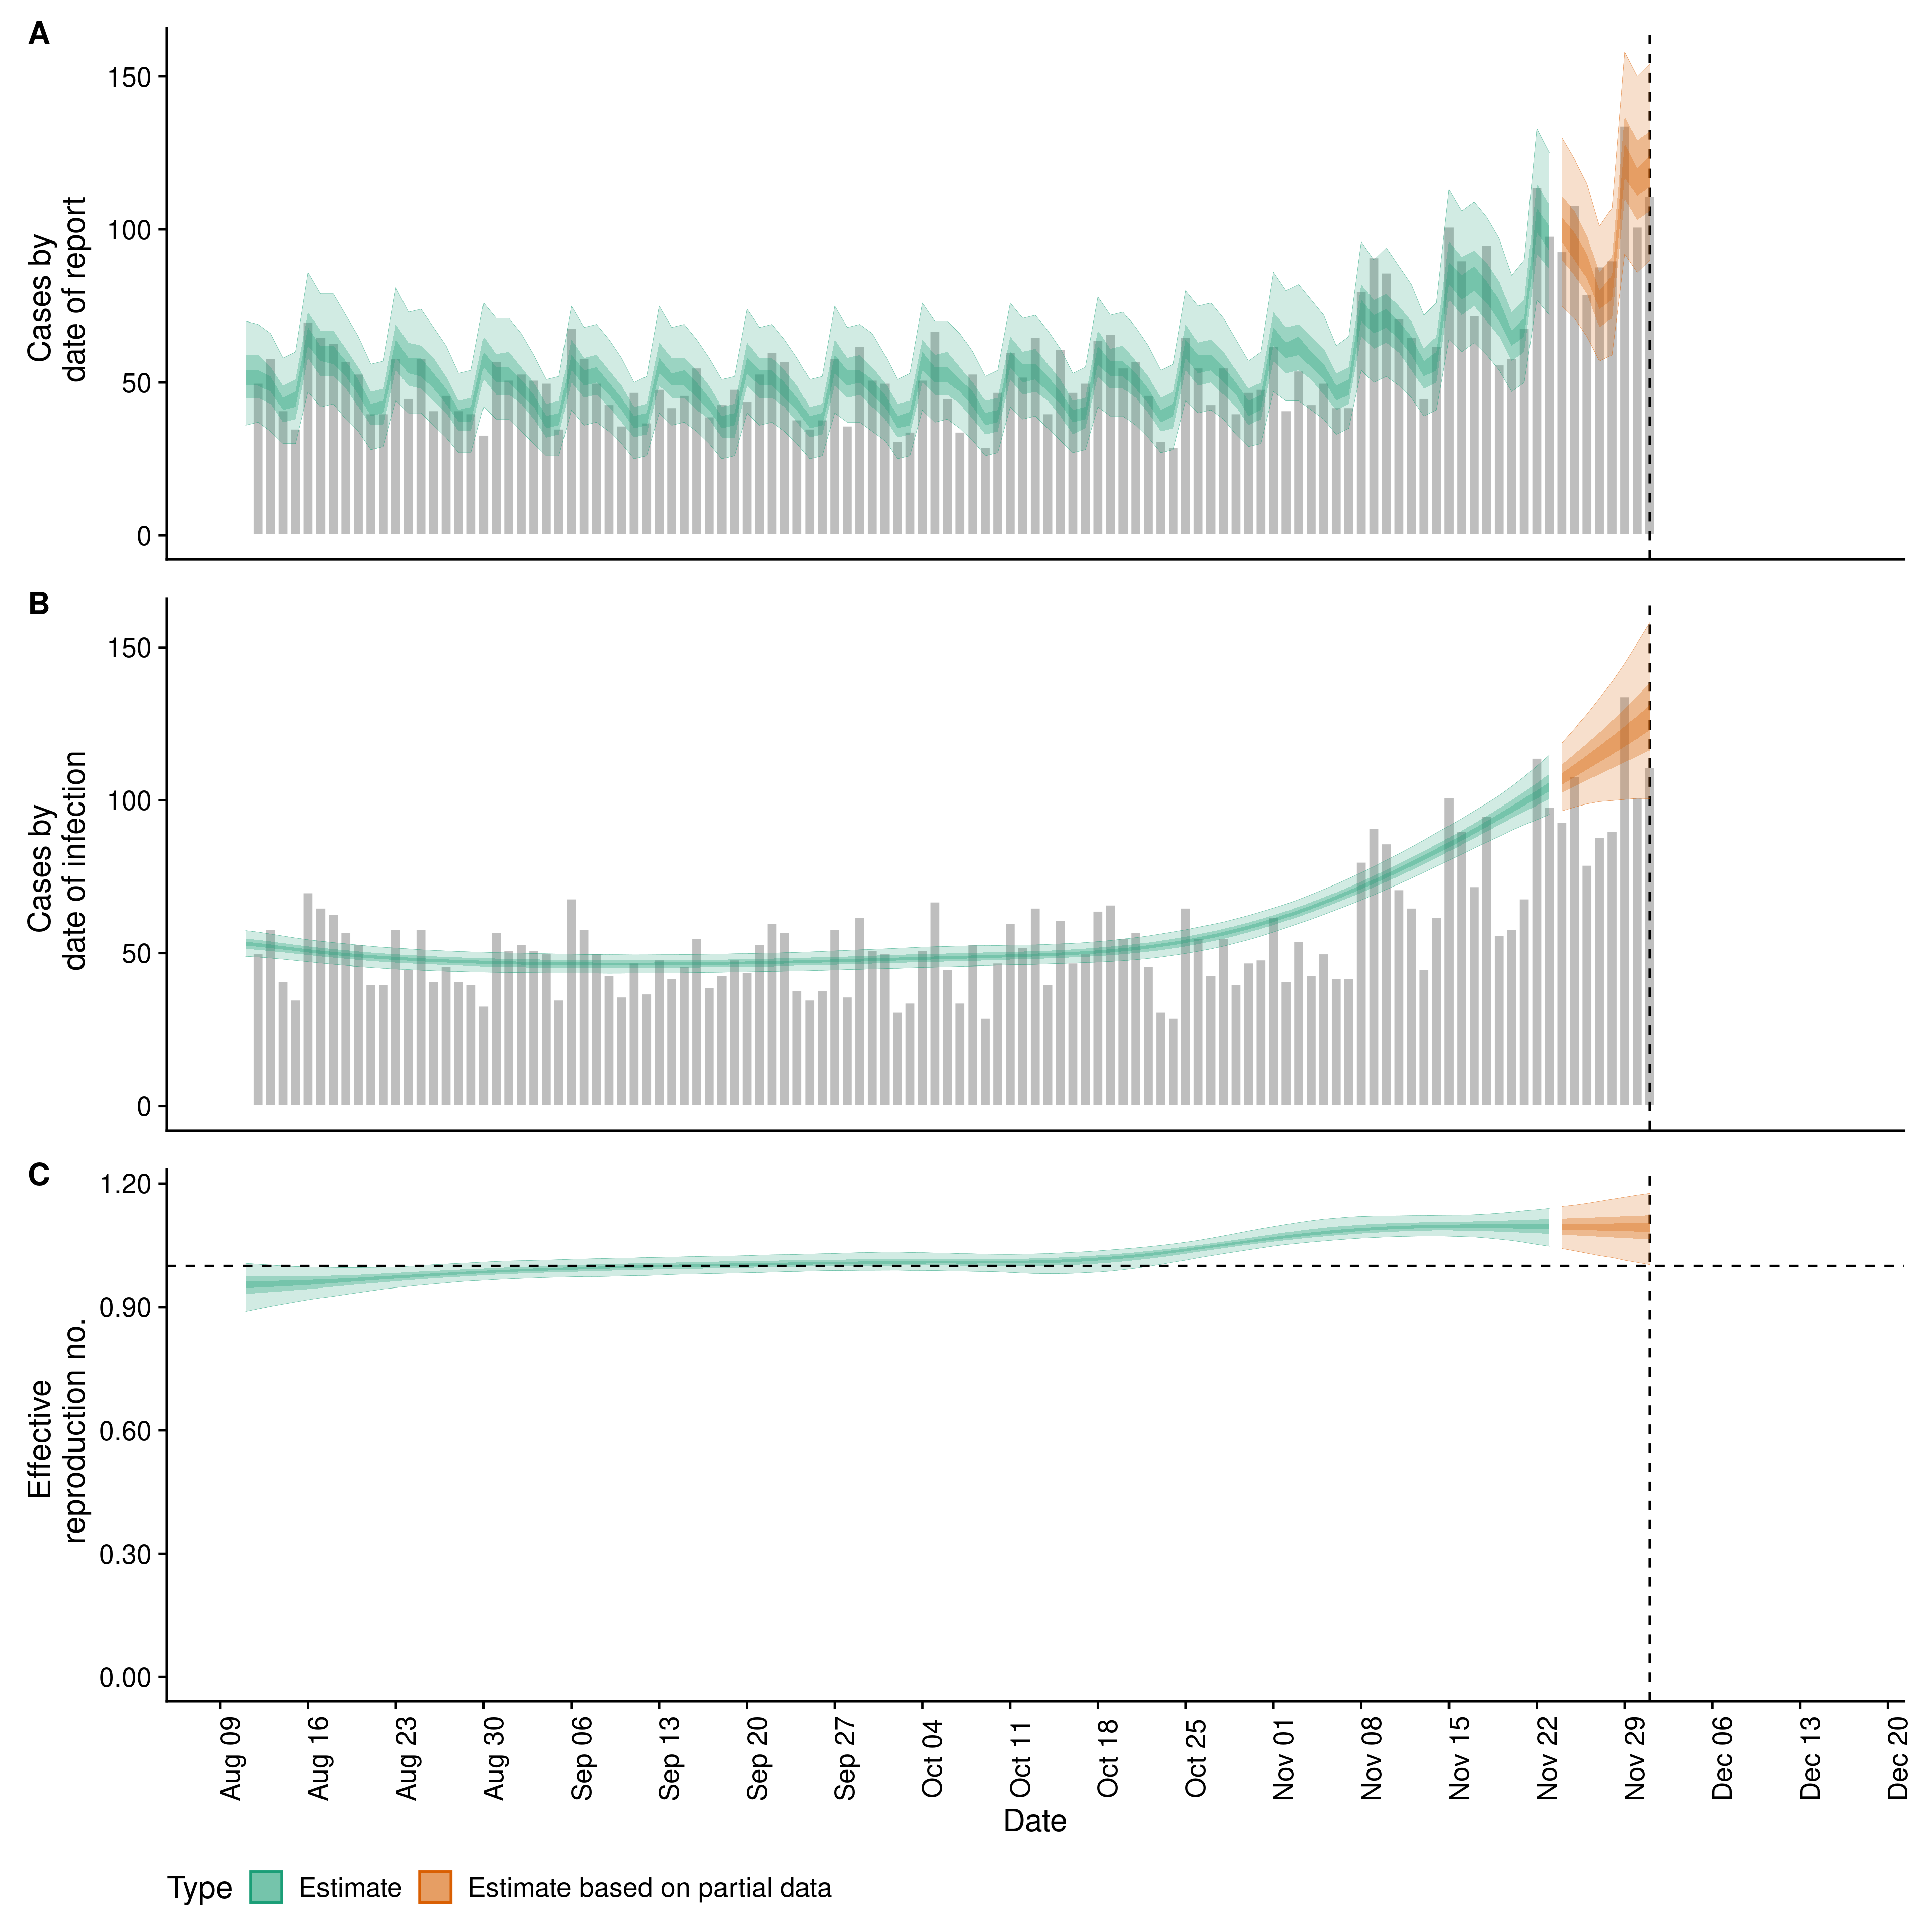 A
150
100
50
0
Cases by
date of report
B
150
100
50
0
Cases by
date of infection
C
1.20
0.90
0.60
0.30
0.00
Effective
reproduction no.
Aug 09
Aug 16
Aug 23
Aug 30
Sep 06
Sep 13
Sep 20
Sep 27
Oct 04
Oct 11
Oct 18
Oct 25
Nov 01
Nov 08
Nov 15
Nov 22
Nov 29
Dec 06
Dec 13
Dec 20
Date
Type Estimate Estimate based on partial data